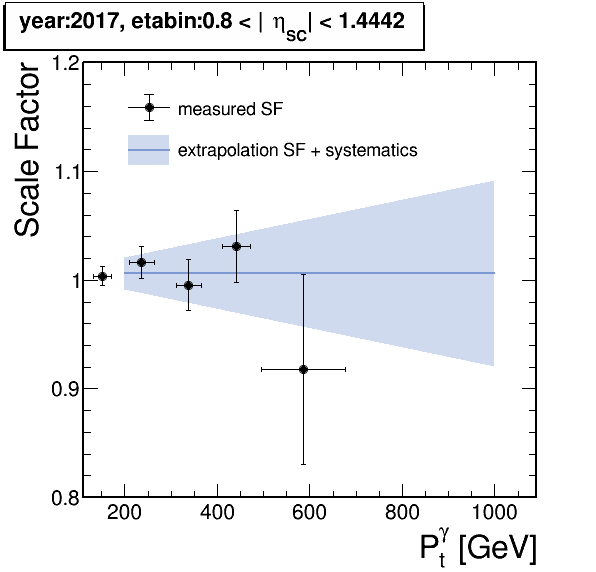 year:2017, etabin:0.8 < | ηSC| < 1.4442
Scale Factor
measured SF
extrapolation SF + systematics
1.2
1.1
1
0.9
0.8
200 400 600 800 1000
Ptγ [GeV]